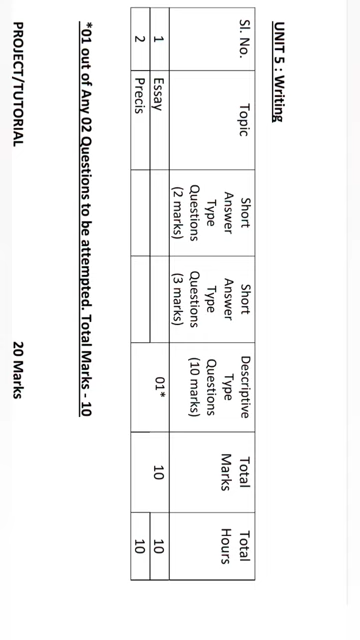 UNIT 5 : Writing
Sl. No. Topic Short Answer Type Questions (2 marks) Short Answer Type Questions (3 marks) Descriptive Type Questions (10 marks) Total Marks Total Hours
1 Essay 01* 10 10
2 Precis 10
*01 out of Any 02 Questions to be attempted. Total Marks - 10
PROJECT/TUTORIAL 20 Marks